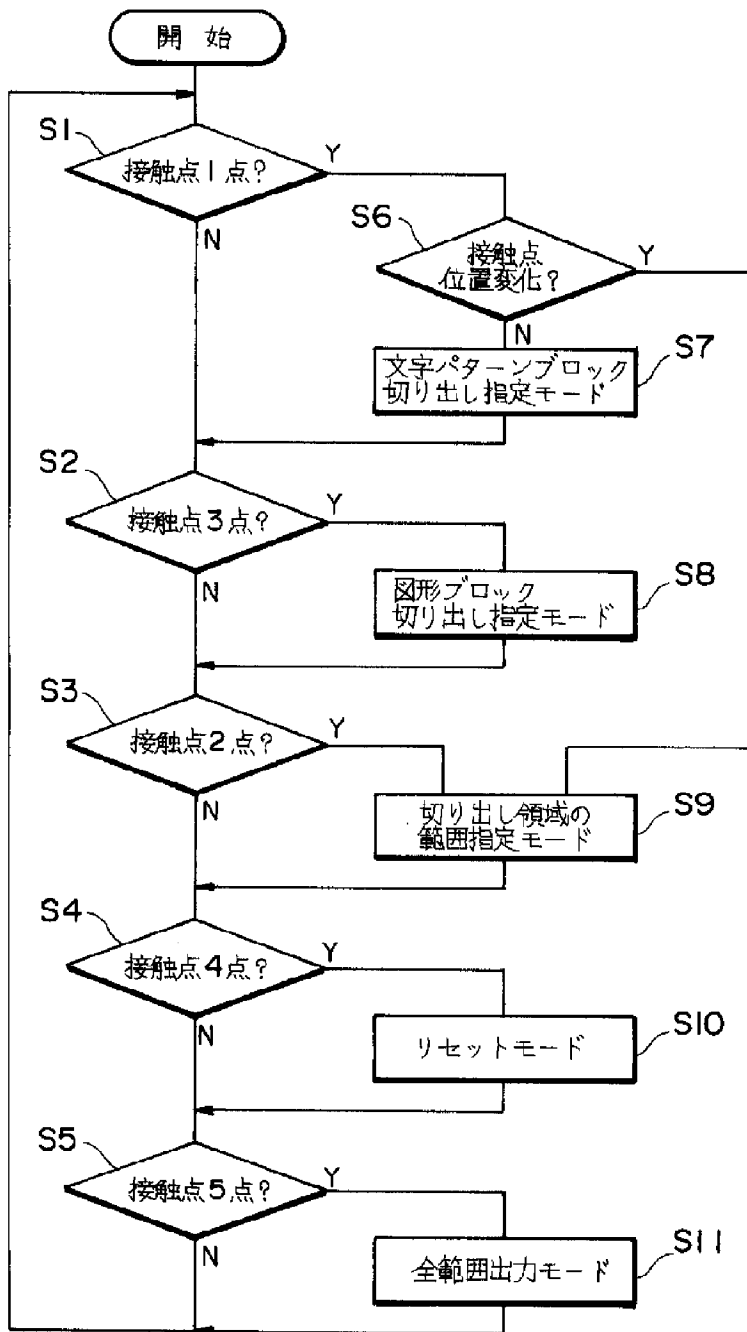 開始
S1
接触点1点?
Y
N
S6
接触点
位置変化?
Y
N
S7
文字パターンブロック
切り出し指定モード
S2
接触点3点?
Y
N
S8
図形ブロック
切り出し指定モード
S3
接触点2点?
Y
N
S9
切り出し領域の
範囲指定モード
S4
接触点4点?
Y
N
S10
リセットモード
S5
接触点5点?
Y
N
S11
全範囲出力モード